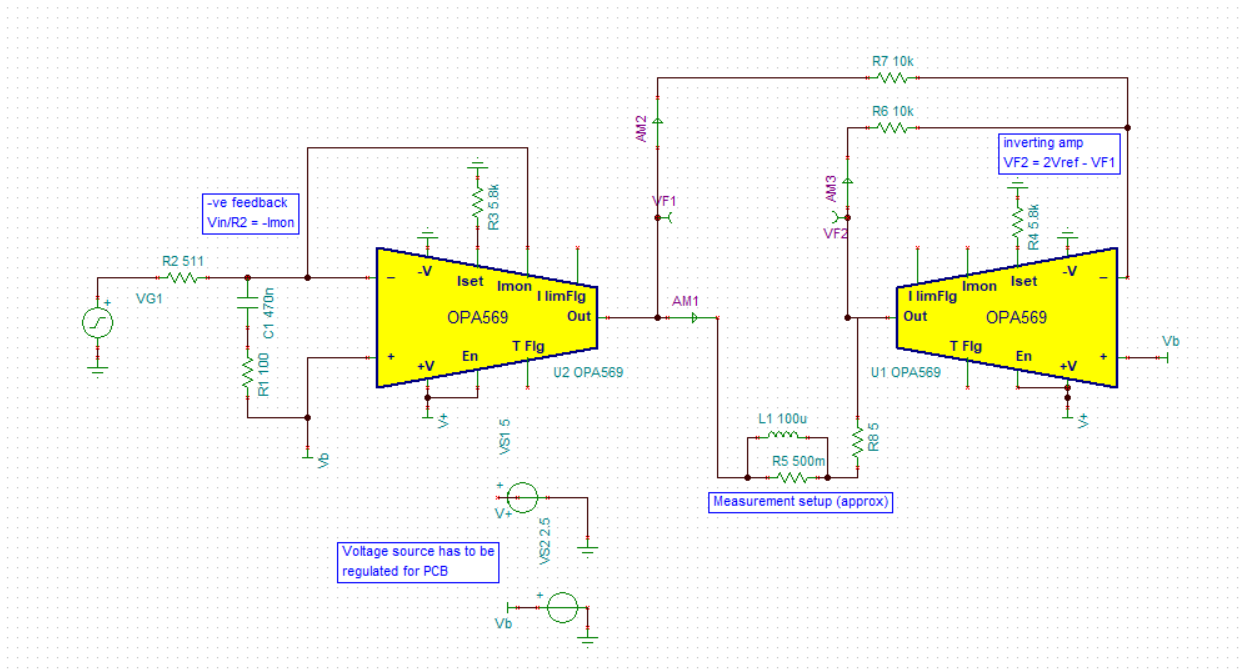 R7 10k
R6 10k
AM2
AM3
inverting amp
VF2 = 2Vref - VF1
-ve feedback
Vin/R2 = -Imon
R3 5.8k
VF1
VF2
R4 5.8k
R2 511
VG1
+
C1 470n
R1 100
–
-V
Iset
Imon
I limFlg
OPA569
Out
+
+V
En
T Flg
U2 OPA569
AM1
I limFlg
Imon
Iset
-V
–
Out
OPA569
T Flg
En
+V
+
U1 OPA569
Vb
V+
Vb
V+
L1 100u
R5 500m
R8 5
Measurement setup (approx)
VS1 5
+
V+
VS2 2.5
Voltage source has to be
regulated for PCB
+
Vb